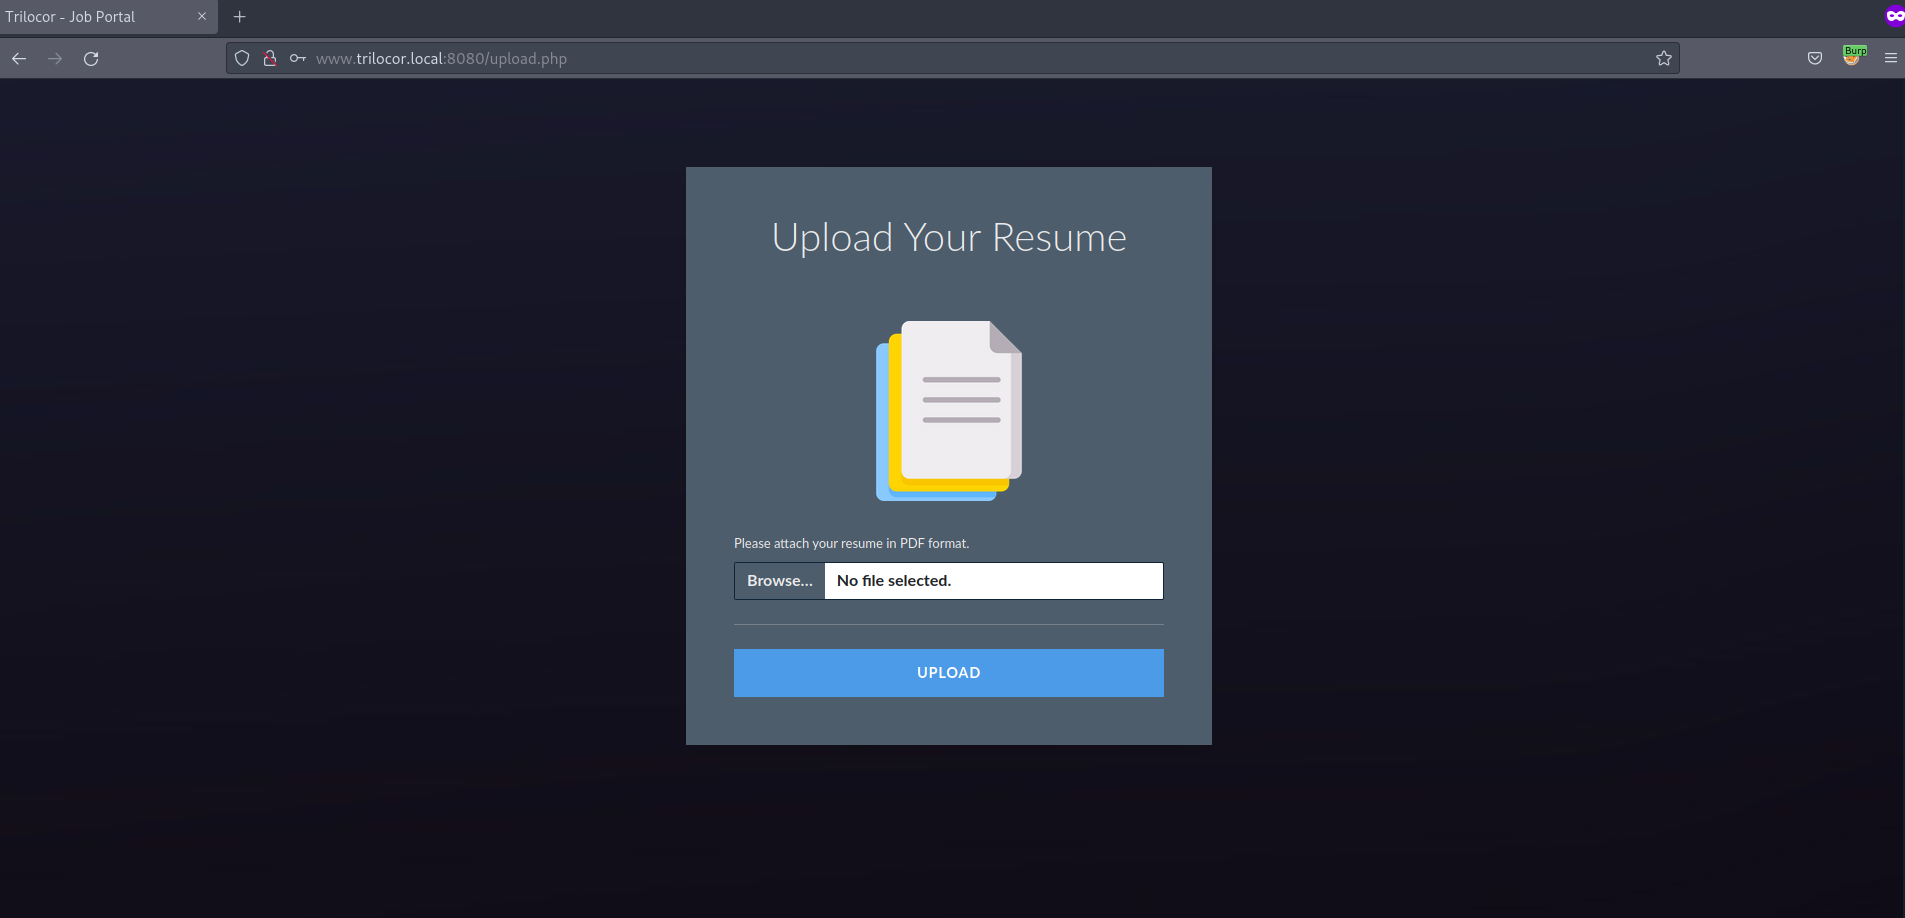 Trilocor - Job Portal
www.trilocor.local:8080/upload.php
Burp
Upload Your Resume
Please attach your resume in PDF format.
Browse... No file selected.
UPLOAD